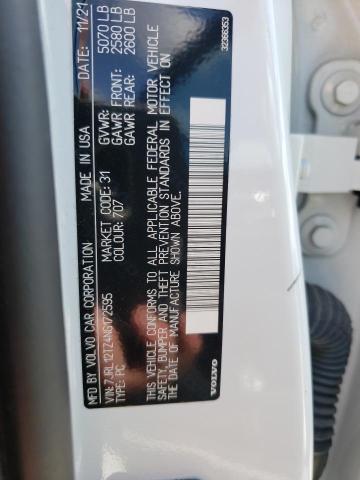 MADE BY VOLVO CAR CORPORATION MADE IN USA DATE: 11/21
VIN: 7JRL12TZ4NG172595 GVWR: 5070 LB
TYPE: PC MARKET CODE: 31 GAWR FRONT: 2580 LB
COLOUR: 707 GAWR REAR: 2600 LB
THIS VEHICLE CONFORMS TO ALL APPLICABLE FEDERAL MOTOR VEHICLE
SAFETY, BUMPER AND THEFT PREVENTION STANDARDS IN EFFECT ON THE
DATE OF MANUFACTURE SHOWN ABOVE.
VOLVO 32366353